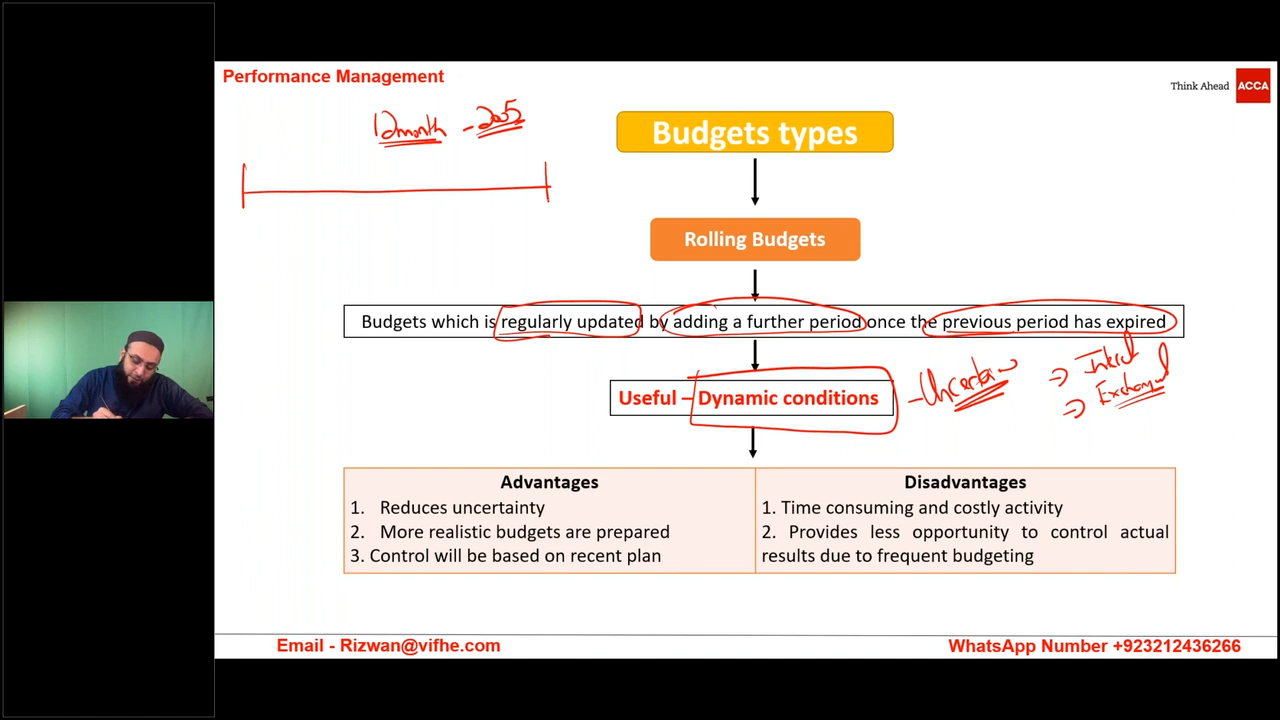 Performance Management
Think Ahead ACCA
12month - 2005
Budgets types
Rolling Budgets
Budgets which is regularly updated by adding a further period once the previous period has expired
Useful – Dynamic conditions
Advantages
1. Reduces uncertainty
2. More realistic budgets are prepared
3. Control will be based on recent plan
Disadvantages
1. Time consuming and costly activity
2. Provides less opportunity to control actual
results due to frequent budgeting
Email - Rizwan@vifhe.com
WhatsApp Number +923212436266